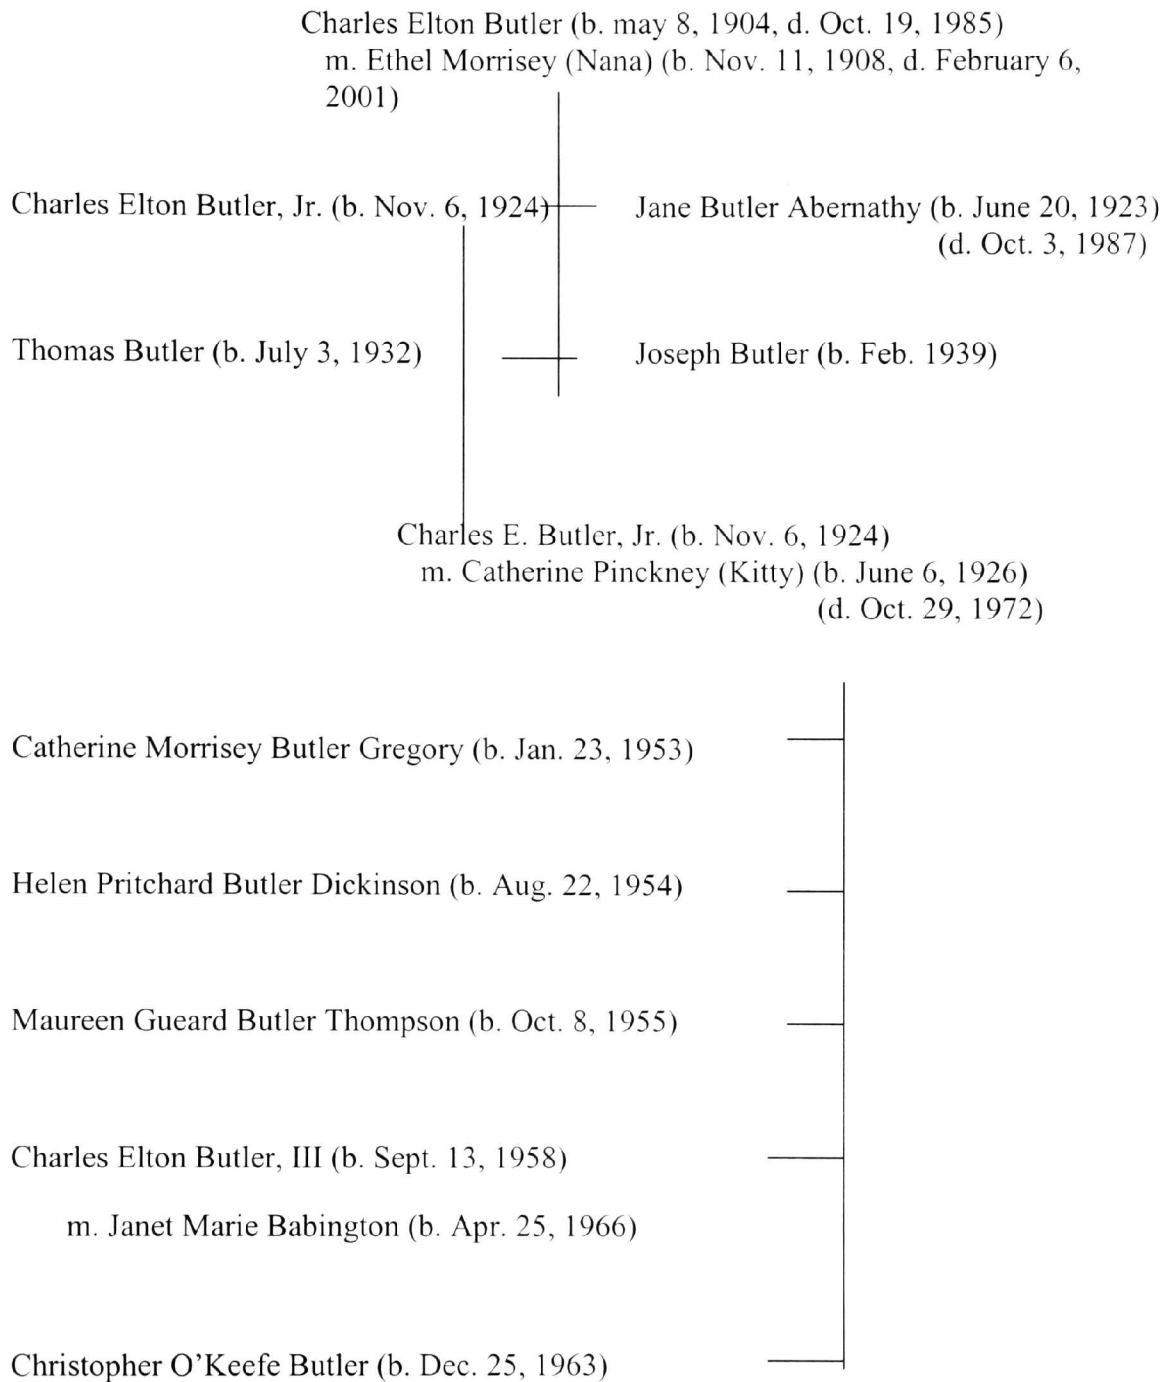 Charles Elton Butler (b. may 8, 1904, d. Oct. 19, 1985)
m. Ethel Morrisey (Nana) (b. Nov. 11, 1908, d. February 6,
2001)
Charles Elton Butler, Jr. (b. Nov. 6, 1924)
Jane Butler Abernathy (b. June 20, 1923)
(d. Oct. 3, 1987)
Thomas Butler (b. July 3, 1932)
Joseph Butler (b. Feb. 1939)
Charles E. Butler, Jr. (b. Nov. 6, 1924)
m. Catherine Pinckney (Kitty) (b. June 6, 1926)
(d. Oct. 29, 1972)
Catherine Morrisey Butler Gregory (b. Jan. 23, 1953)
Helen Pritchard Butler Dickinson (b. Aug. 22, 1954)
Maureen Gueard Butler Thompson (b. Oct. 8, 1955)
Charles Elton Butler, III (b. Sept. 13, 1958)
m. Janet Marie Babington (b. Apr. 25, 1966)
Christopher O'Keefe Butler (b. Dec. 25, 1963)